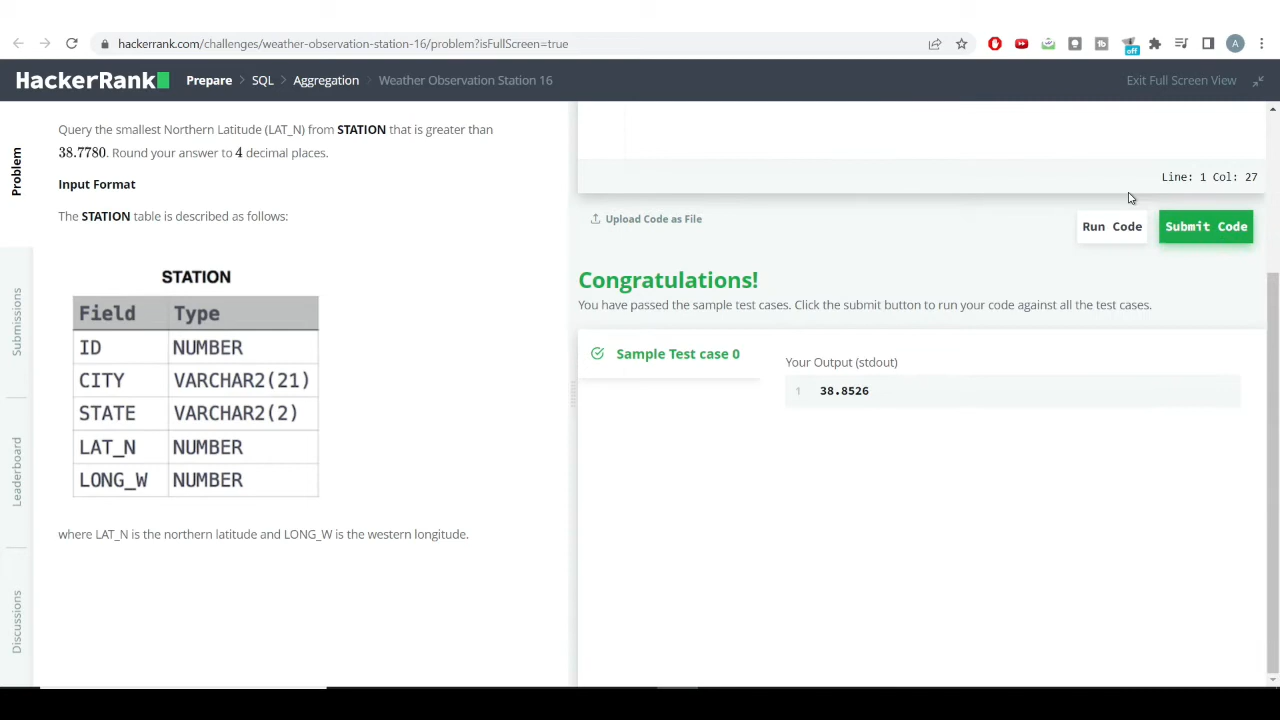 hackerrank.com/challenges/weather-observation-station-16/problem?isFullScreen=true
off
A
HackerRank
Prepare > SQL > Aggregation > Weather Observation Station 16
Exit Full Screen View
Problem
Submissions
Leaderboard
Discussions
Query the smallest Northern Latitude (LAT_N) from STATION that is greater than
38.7780. Round your answer to 4 decimal places.
Input Format
The STATION table is described as follows:
STATION
Field Type
ID NUMBER
CITY VARCHAR2(21)
STATE VARCHAR2(2)
LAT_N NUMBER
LONG_W NUMBER
where LAT_N is the northern latitude and LONG_W is the western longitude.
Line: 1 Col: 27
Upload Code as File
Run Code
Submit Code
Congratulations!
You have passed the sample test cases. Click the submit button to run your code against all the test cases.
Sample Test case 0
Your Output (stdout)
1 38.8526